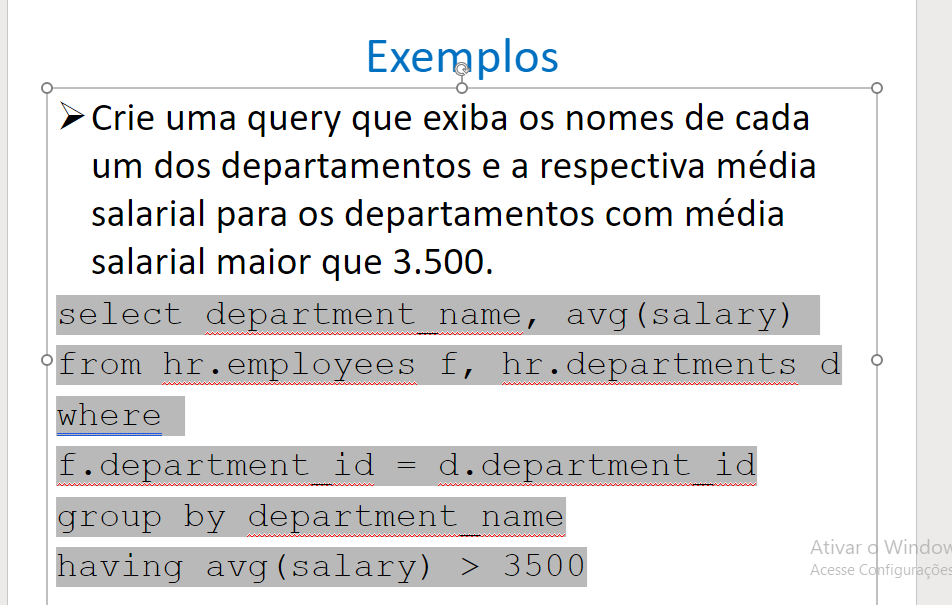 Exemplos
➢Crie uma query que exiba os nomes de cada
um dos departamentos e a respectiva média
salarial para os departamentos com média
salarial maior que 3.500.
select department_name, avg(salary)
from hr.employees f, hr.departments d
where
f.department_id = d.department_id
group by department_name
having avg(salary) > 3500
Ativar o Window
Acesse Configurações